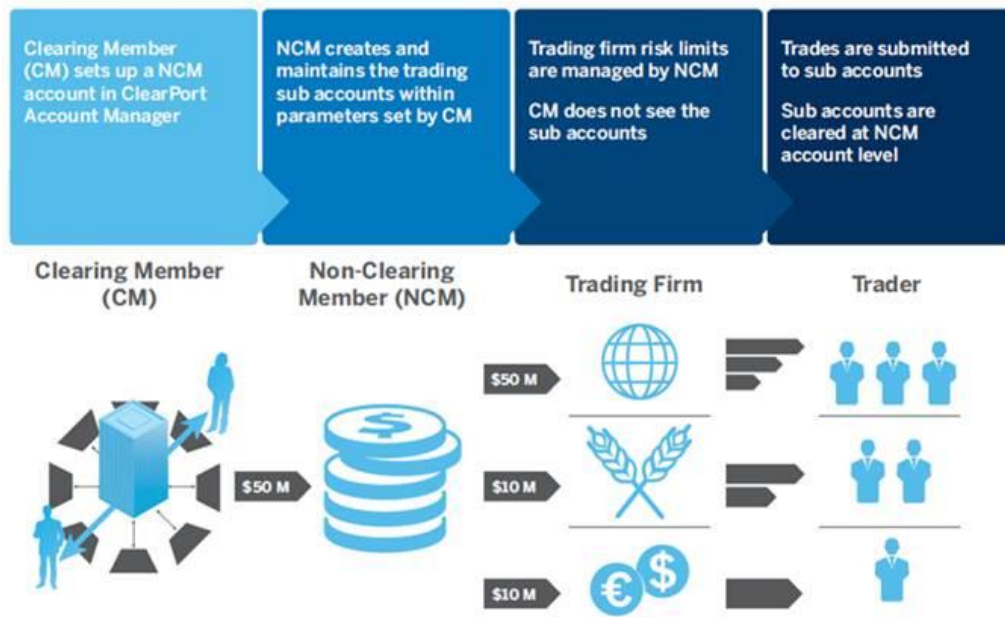 Clearing Member
(CM) sets up a NCM
account in ClearPort
Account Manager
NCM creates and
maintains the trading
sub accounts within
parameters set by CM
Trading firm risk limits
are managed by NCM
CM does not see the
sub accounts
Trades are submitted
to sub accounts
Sub accounts are
cleared at NCM
account level
Clearing Member
(CM)
Non-Clearing
Member (NCM)
Trading Firm
Trader
$50 M
$
$50 M
$10 M
$10 M
€
$